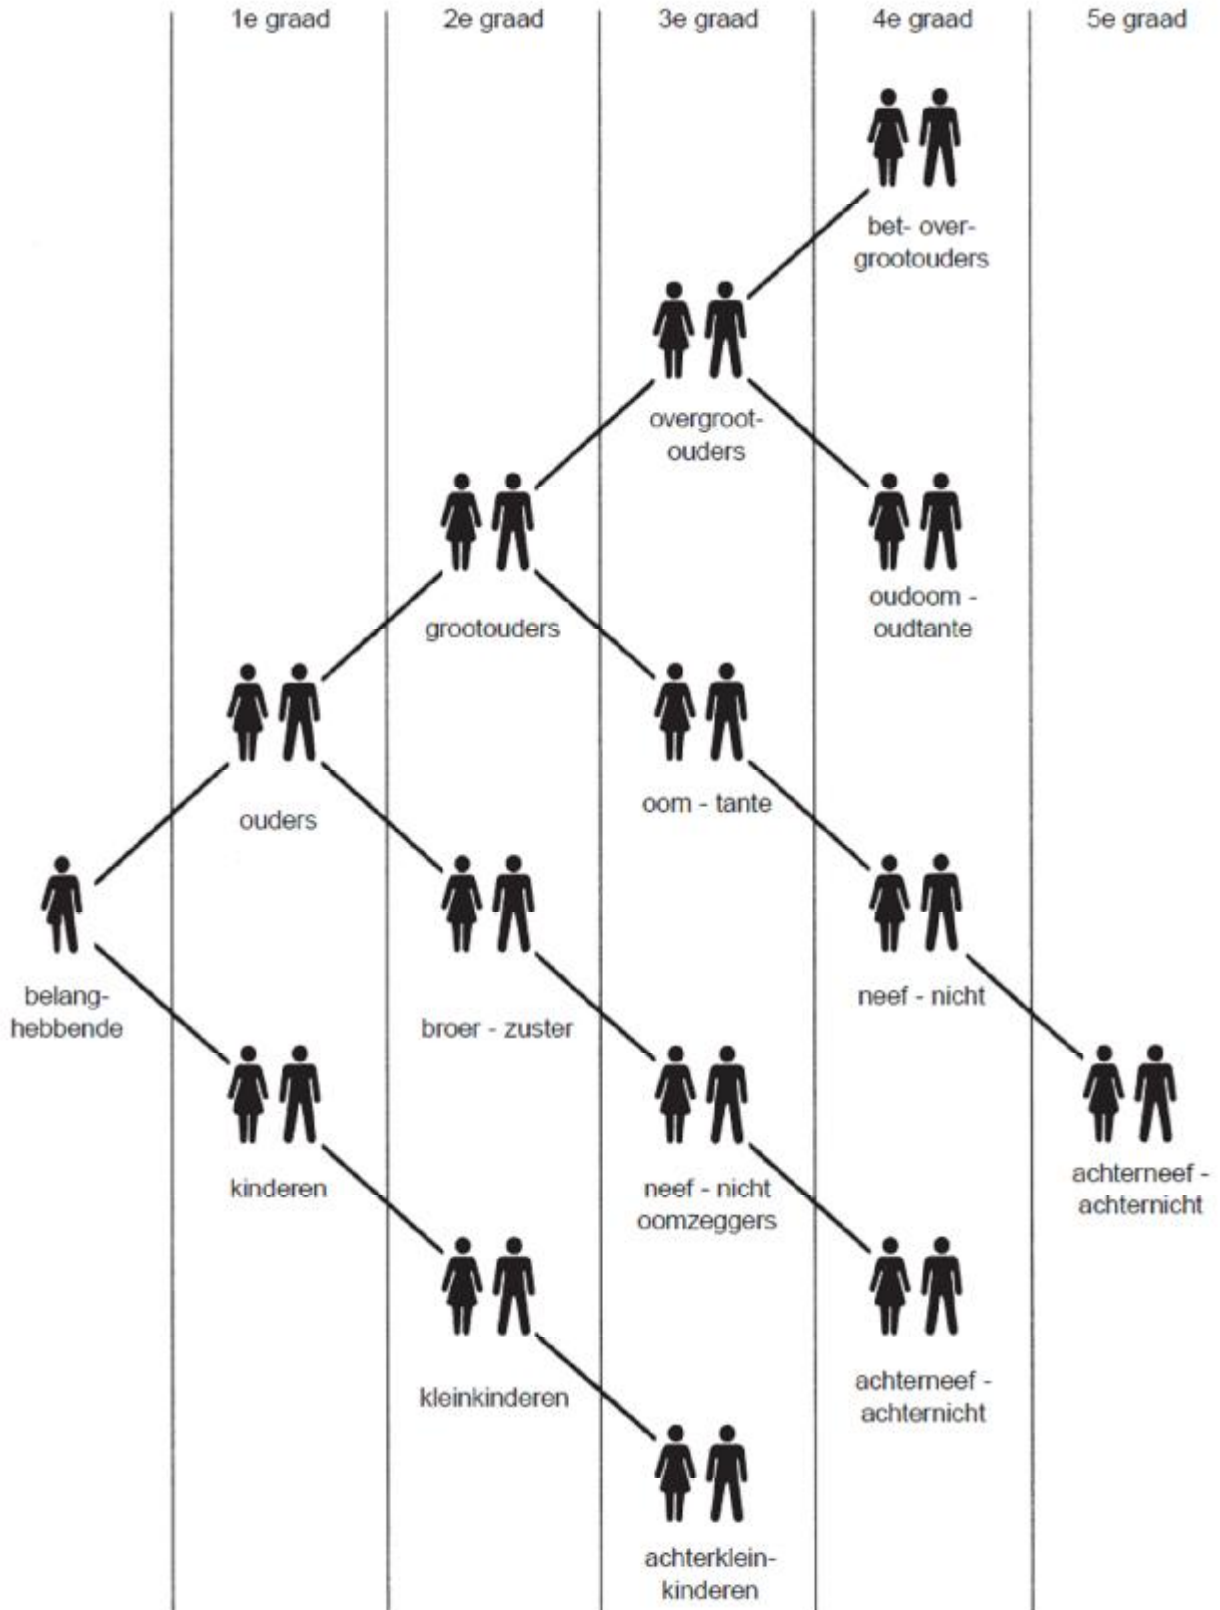 1e graad 2e graad 3e graad 4e graad 5e graad
bet- over-
grootouders
overgroot-
ouders
oudoom -
oudtante
grootouders
oom - tante
ouders
belang-
hebbende
neef - nicht
broer - zuster
achterneef -
achternicht
kinderen
neef - nicht
oomzeggers
achterneef -
achternicht
kleinkinderen
achterklein-
kinderen